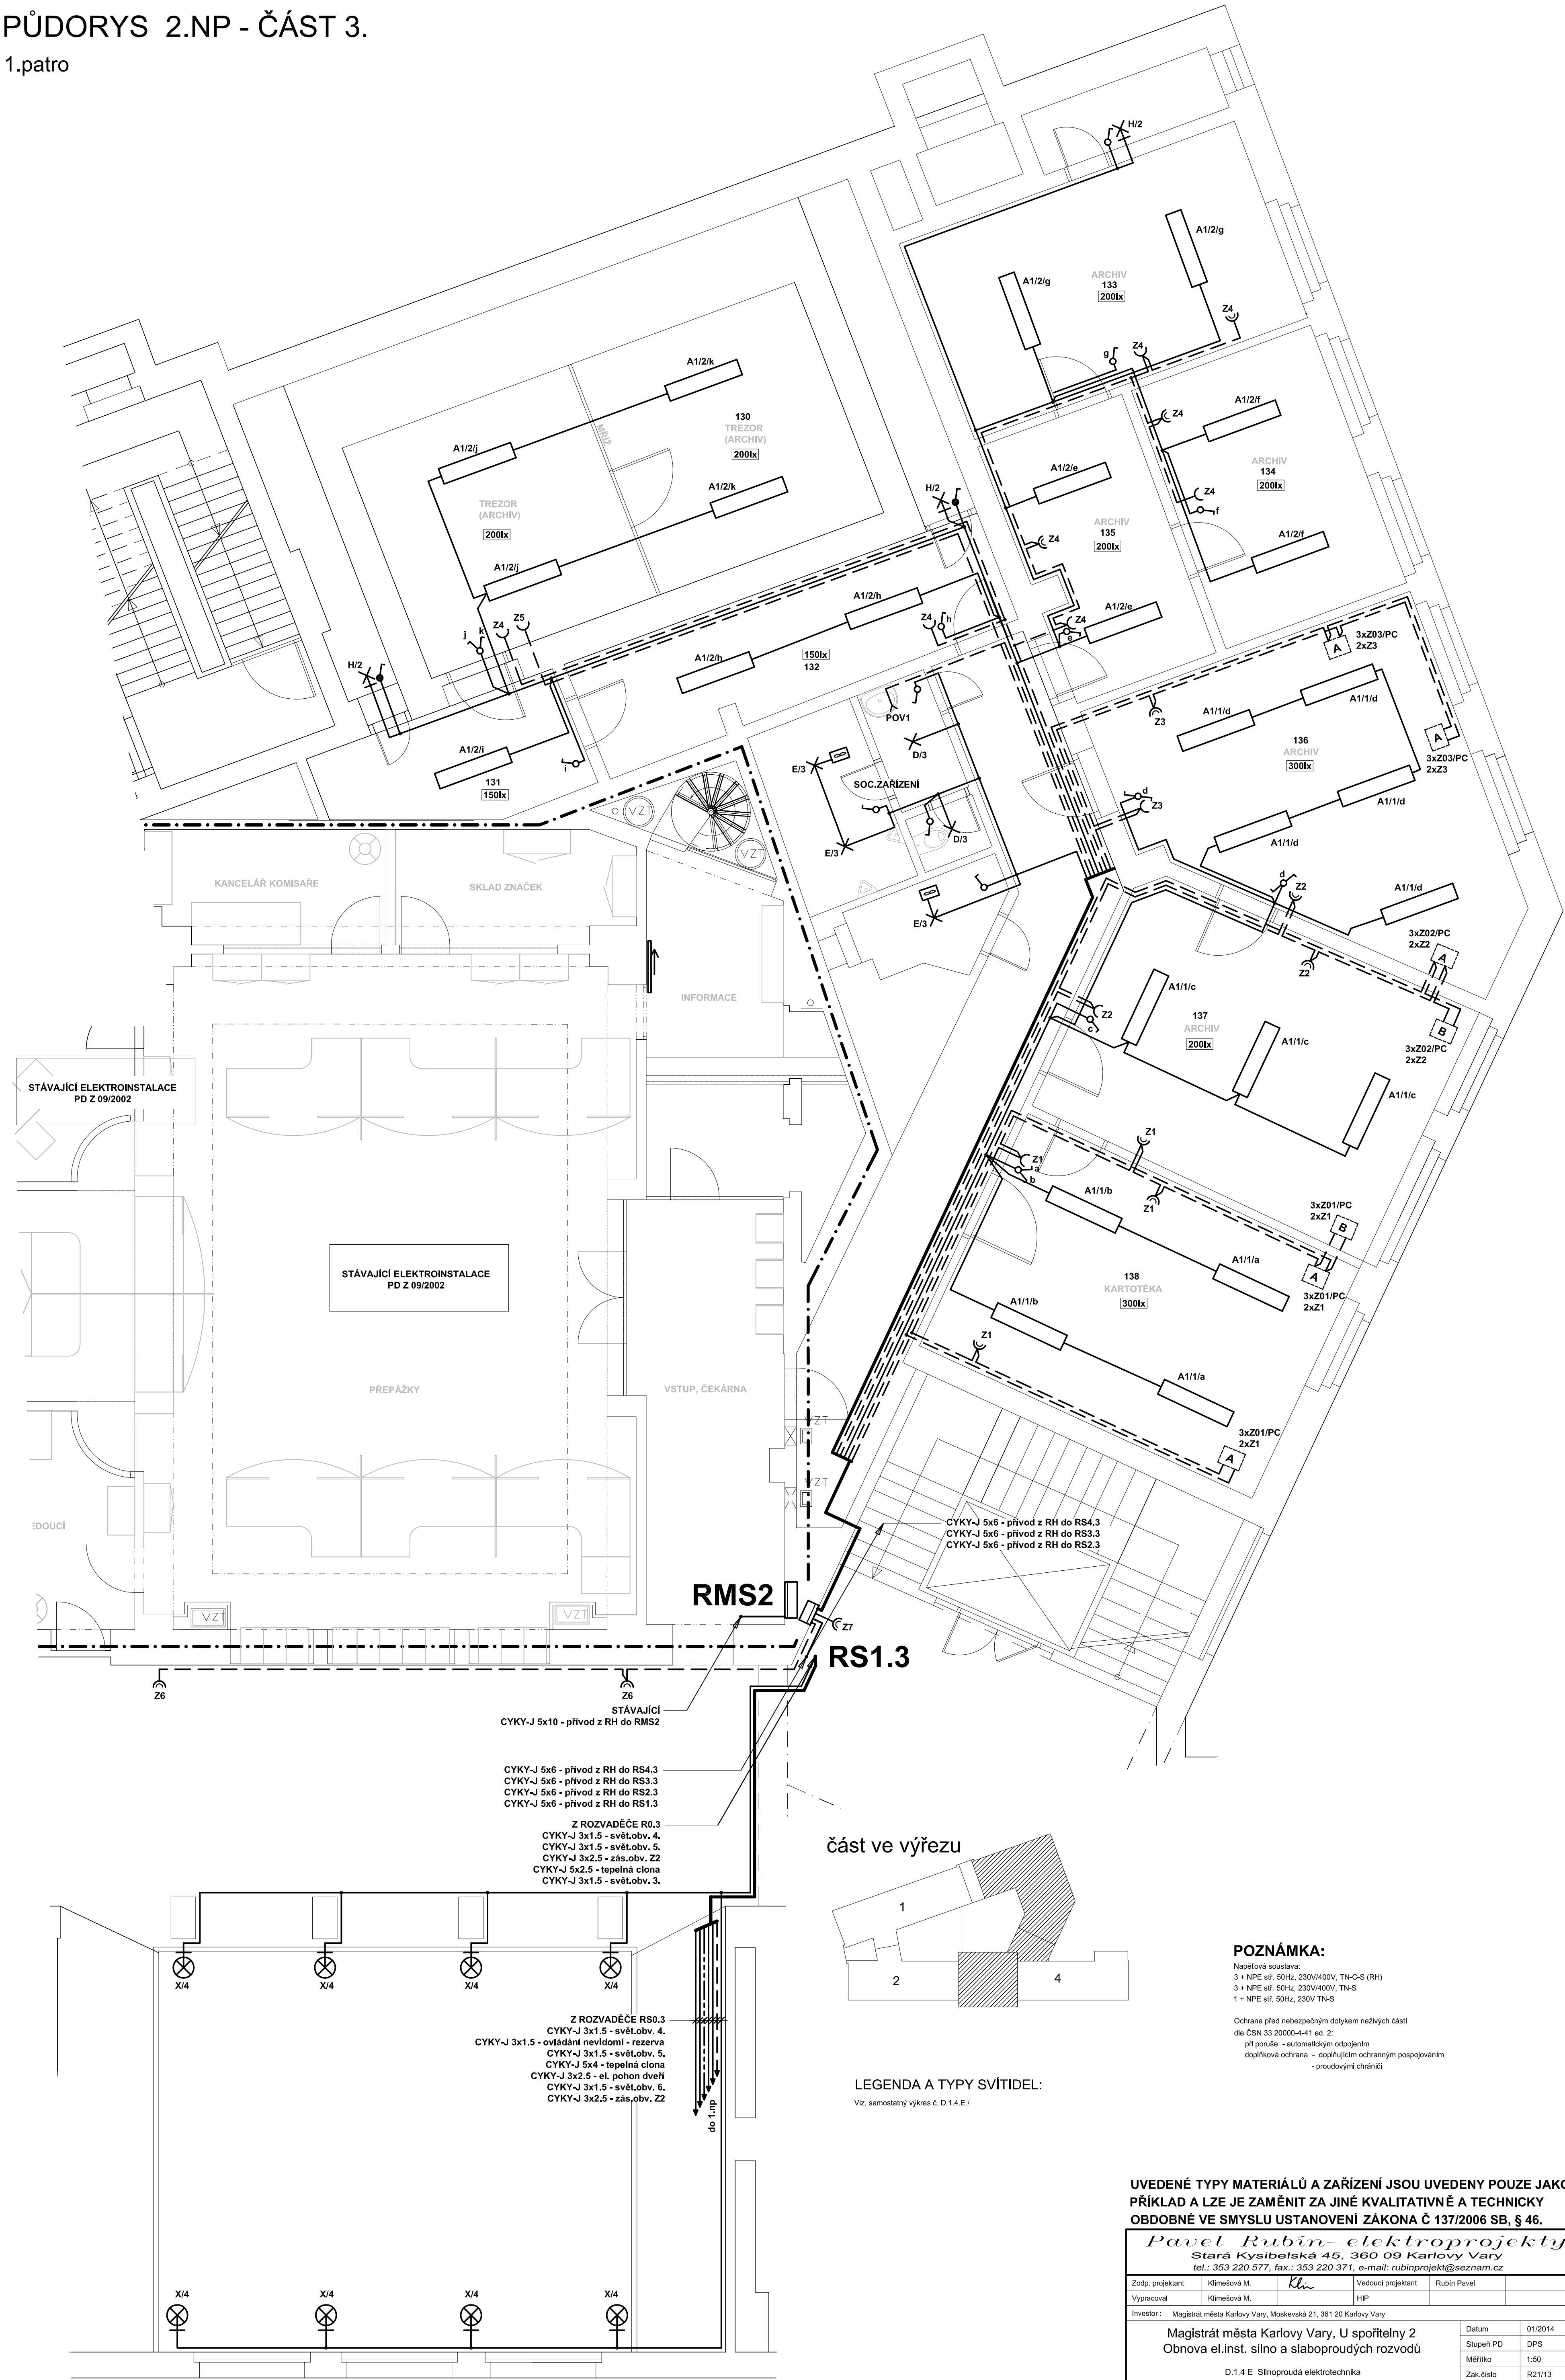 PŮDORYS 2.NP - ČÁST 3.
1.patro
H/2
A1/2/g
A1/2/g
ARCHIV
133
200lx
Z4
g
Z4
A1/2/k
130
TREZOR
(ARCHIV)
200lx
MŘÍŽ
A1/2/j
A1/2/k
TREZOR
(ARCHIV)
200lx
A1/2/j
Z4
A1/2/f
ARCHIV
134
200lx
Z4
f
A1/2/f
A1/2/e
H/2
ARCHIV
135
200lx
Z4
A1/2/e
Z4
e
A1/2/h
Z4
h
j
k
Z4
Z5
H/2
A1/2/h
150lx
132
A1/2/i
131
150lx
i
POV1
D/3
E/3
SOC.ZAŘÍZENÍ
E/3
D/3
E/3
3xZ03/PC
2xZ3
A
A1/1/d
A1/1/d
Z3
136
ARCHIV
300lx
A
3xZ03/PC
2xZ3
A1/1/d
d
Z3
A1/1/d
d
Z2
A1/1/d
VZT
VZT
KANCELÁŘ KOMISAŘE
SKLAD ZNAČEK
INFORMACE
3xZ02/PC
2xZ2
A
Z2
A1/1/c
Z2
c
137
ARCHIV
200lx
A1/1/c
B
3xZ02/PC
2xZ2
A1/1/c
STÁVAJÍCÍ ELEKTROINSTALACE
PD Z 09/2002
Z1
Z1
a
b
A1/1/b
Z1
3xZ01/PC
2xZ1
B
A1/1/a
A
3xZ01/PC
2xZ1
STÁVAJÍCÍ ELEKTROINSTALACE
PD Z 09/2002
138
KARTOTÉKA
300lx
A1/1/b
Z1
A1/1/a
PŘEPÁŽKY
VSTUP, ČEKÁRNA
VZT
VZT
3xZ01/PC
2xZ1
A
EDOUCÍ
CYKY-J 5x6 - přívod z RH do RS4.3
CYKY-J 5x6 - přívod z RH do RS3.3
CYKY-J 5x6 - přívod z RH do RS2.3
RMS2
VZT
VZT
Z7
RS1.3
Z6
Z6
STÁVAJÍCÍ
CYKY-J 5x10 - přívod z RH do RMS2
CYKY-J 5x6 - přívod z RH do RS4.3
CYKY-J 5x6 - přívod z RH do RS3.3
CYKY-J 5x6 - přívod z RH do RS2.3
CYKY-J 5x6 - přívod z RH do RS1.3
Z ROZVADĚČE R0.3
CYKY-J 3x1.5 - svět.obv. 4.
CYKY-J 3x1.5 - svět.obv. 5.
CYKY-J 3x2.5 - zás.obv. Z2
CYKY-J 5x2.5 - tepelná clona
CYKY-J 3x1.5 - svět.obv. 3.
část ve výřezu
1
2
4
X/4
X/4
X/4
X/4
Z ROZVADĚČE RS0.3
CYKY-J 3x1.5 - svět.obv. 4.
CYKY-J 3x1.5 - ovládání nevidomí - rezerva
CYKY-J 3x1.5 - svět.obv. 5.
CYKY-J 5x4 - tepelná clona
CYKY-J 3x2.5 - el. pohon dveří
CYKY-J 3x1.5 - svět.obv. 6.
CYKY-J 3x2.5 - zás.obv. Z2
do 1.np
POZNÁMKA:
Napěťová soustava:
3 + NPE stř. 50Hz, 230V/400V, TN-C-S (RH)
3 + NPE stř. 50Hz, 230V/400V, TN-S
1 + NPE stř. 50Hz, 230V TN-S
Ochrana před nebezpečným dotykem neživých částí
dle ČSN 33 20000-4-41 ed. 2:
při poruše - automatickým odpojením
doplňková ochrana - doplňujícím ochranným pospojováním
- proudovými chrániči
LEGENDA A TYPY SVÍTIDEL:
Viz. samostatný výkres č. D.1.4.E /
X/4
X/4
X/4
X/4
UVEDENÉ TYPY MATERIÁLŮ A ZAŘÍZENÍ JSOU UVEDENY POUZE JAKO
PŘÍKLAD A LZE JE ZAMĚNIT ZA JINÉ KVALITATIVNĚ A TECHNICKY
OBDOBNÉ VE SMYSLU USTANOVENÍ ZÁKONA Č 137/2006 SB, § 46.
Pavel Rubín-elektroprojekty
Stará Kysibelská 45, 360 09 Karlovy Vary
tel.: 353 220 577, fax.: 353 220 371, e-mail: rubinprojekt@seznam.cz
Zodp. projektant Klimešová M. Vedoucí projektant Rubín Pavel
Vypracoval Klimešová M. HIP
Investor : Magistrát města Karlovy Vary, Moskevská 21, 361 20 Karlovy Vary
Magistrát města Karlovy Vary, U spořitelny 2
Obnova el.inst. silno a slaboproudých rozvodů
D.1.4 E Silnoproudá elektrotechnika
Datum 01/2014
Stupeň PD DPS
Měřítko 1:50
Zak.číslo R21/13